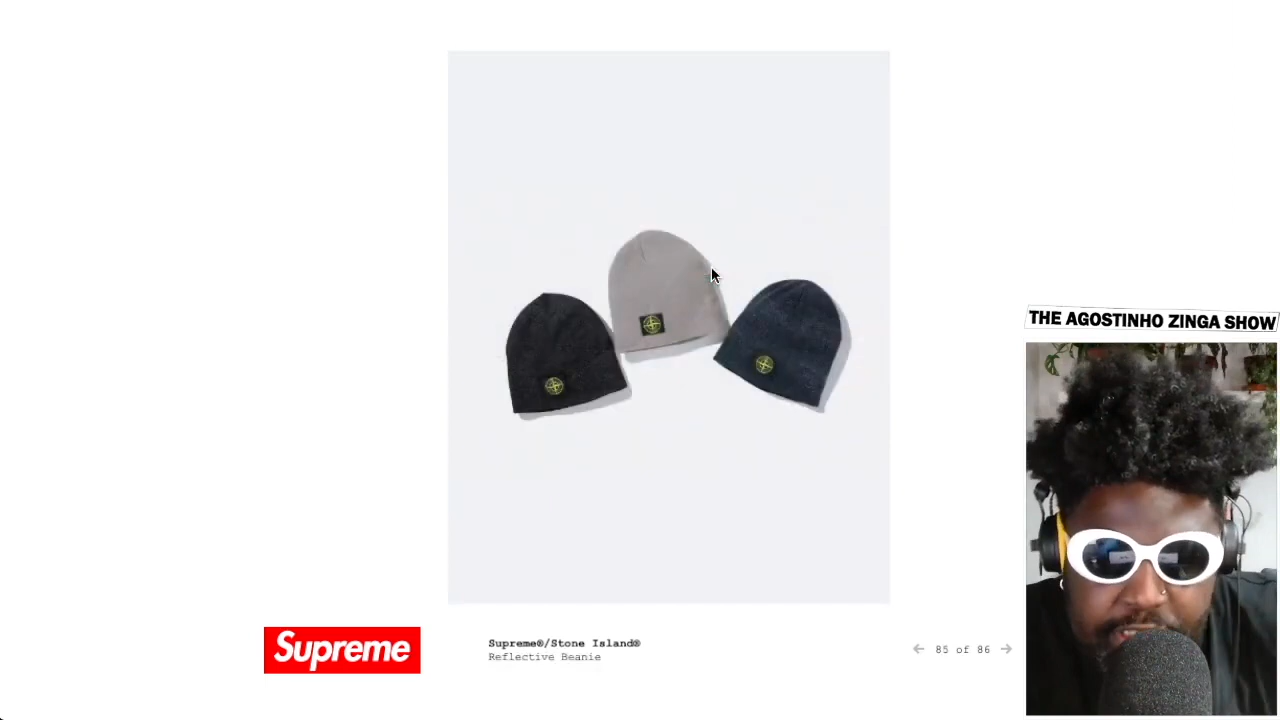 THE AGOSTINHO ZINGA SHOW
Supreme
Supreme®/Stone Island®
Reflective Beanie
85 of 86